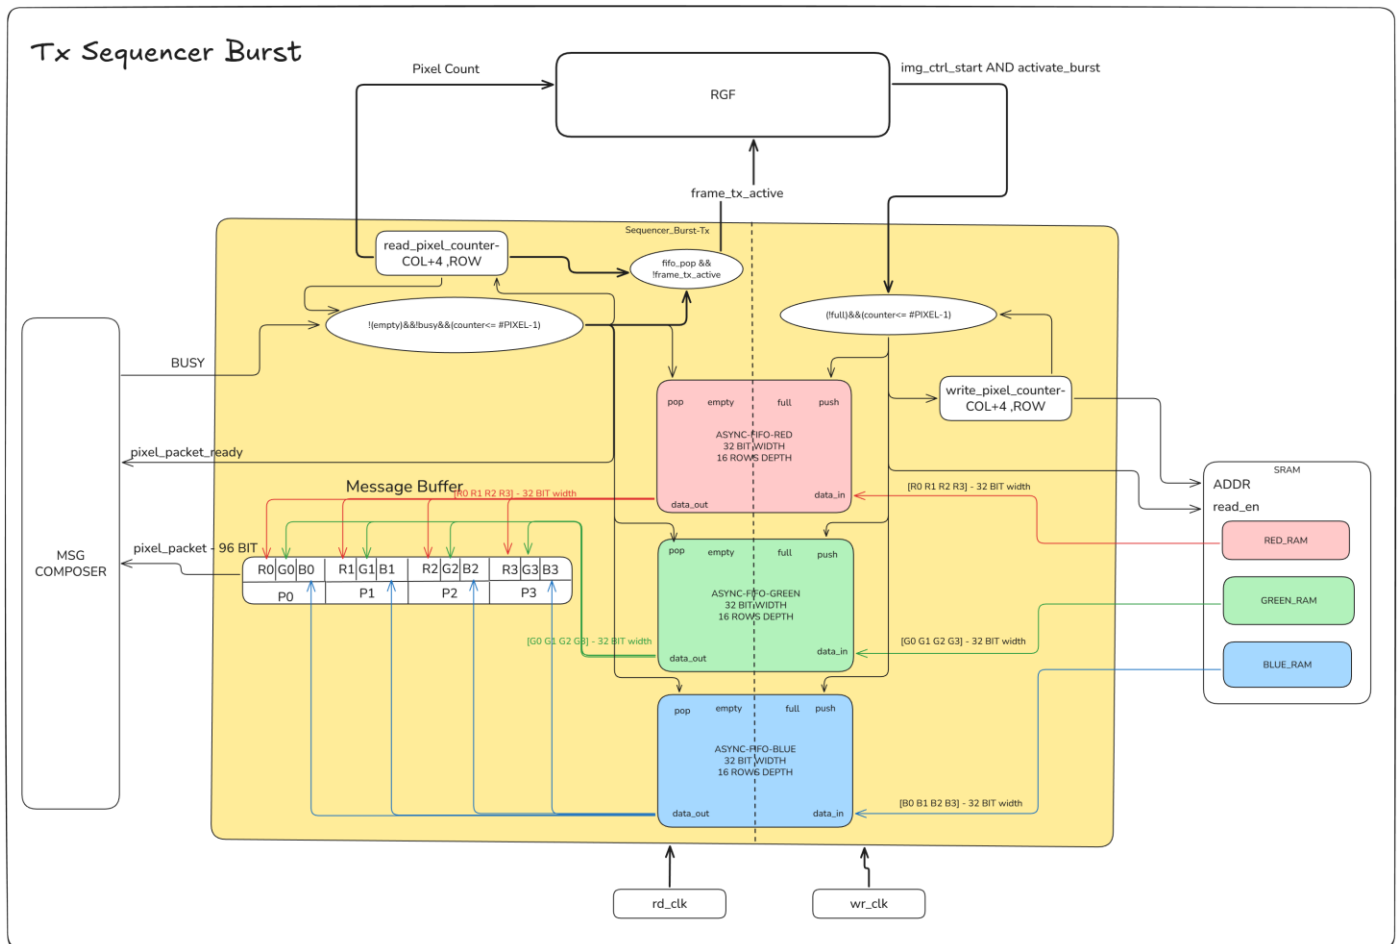 Tx Sequencer Burst
Pixel Count
RGF
img_ctrl_start AND activate_burst
frame_tx_active
Sequencer_Burst-Tx
read_pixel_counter-
COL+4 ,ROW
fifo_pop &&
!frame_tx_active
!(empty)&&!busy&&(counter<= #PIXEL-1)
(!full)&&(counter<= #PIXEL-1)
BUSY
write_pixel_counter-
COL+4 ,ROW
pop empty full push
ASYNC-FIFO-RED
32 BIT WIDTH
16 ROWS DEPTH
data_in
data_out
pixel_packet_ready
Message Buffer
[R0 R1 R2 R3] - 32 BIT width
[R0 R1 R2 R3] - 32 BIT width
SRAM
ADDR
read_en
RED_RAM
GREEN_RAM
BLUE_RAM
MSG
COMPOSER
pixel_packet - 96 BIT
R0 G0 B0 R1 G1 B1 R2 G2 B2 R3 G3 B3
P0 P1 P2 P3
pop empty full push
ASYNC-FIFO-GREEN
32 BIT WIDTH
16 ROWS DEPTH
data_out
data_in
[G0 G1 G2 G3] - 32 BIT width
[G0 G1 G2 G3] - 32 BIT width
pop empty full push
ASYNC-FIFO-BLUE
32 BIT WIDTH
16 ROWS DEPTH
data_out
data_in
[B0 B1 B2 B3] - 32 BIT width
rd_clk
wr_clk